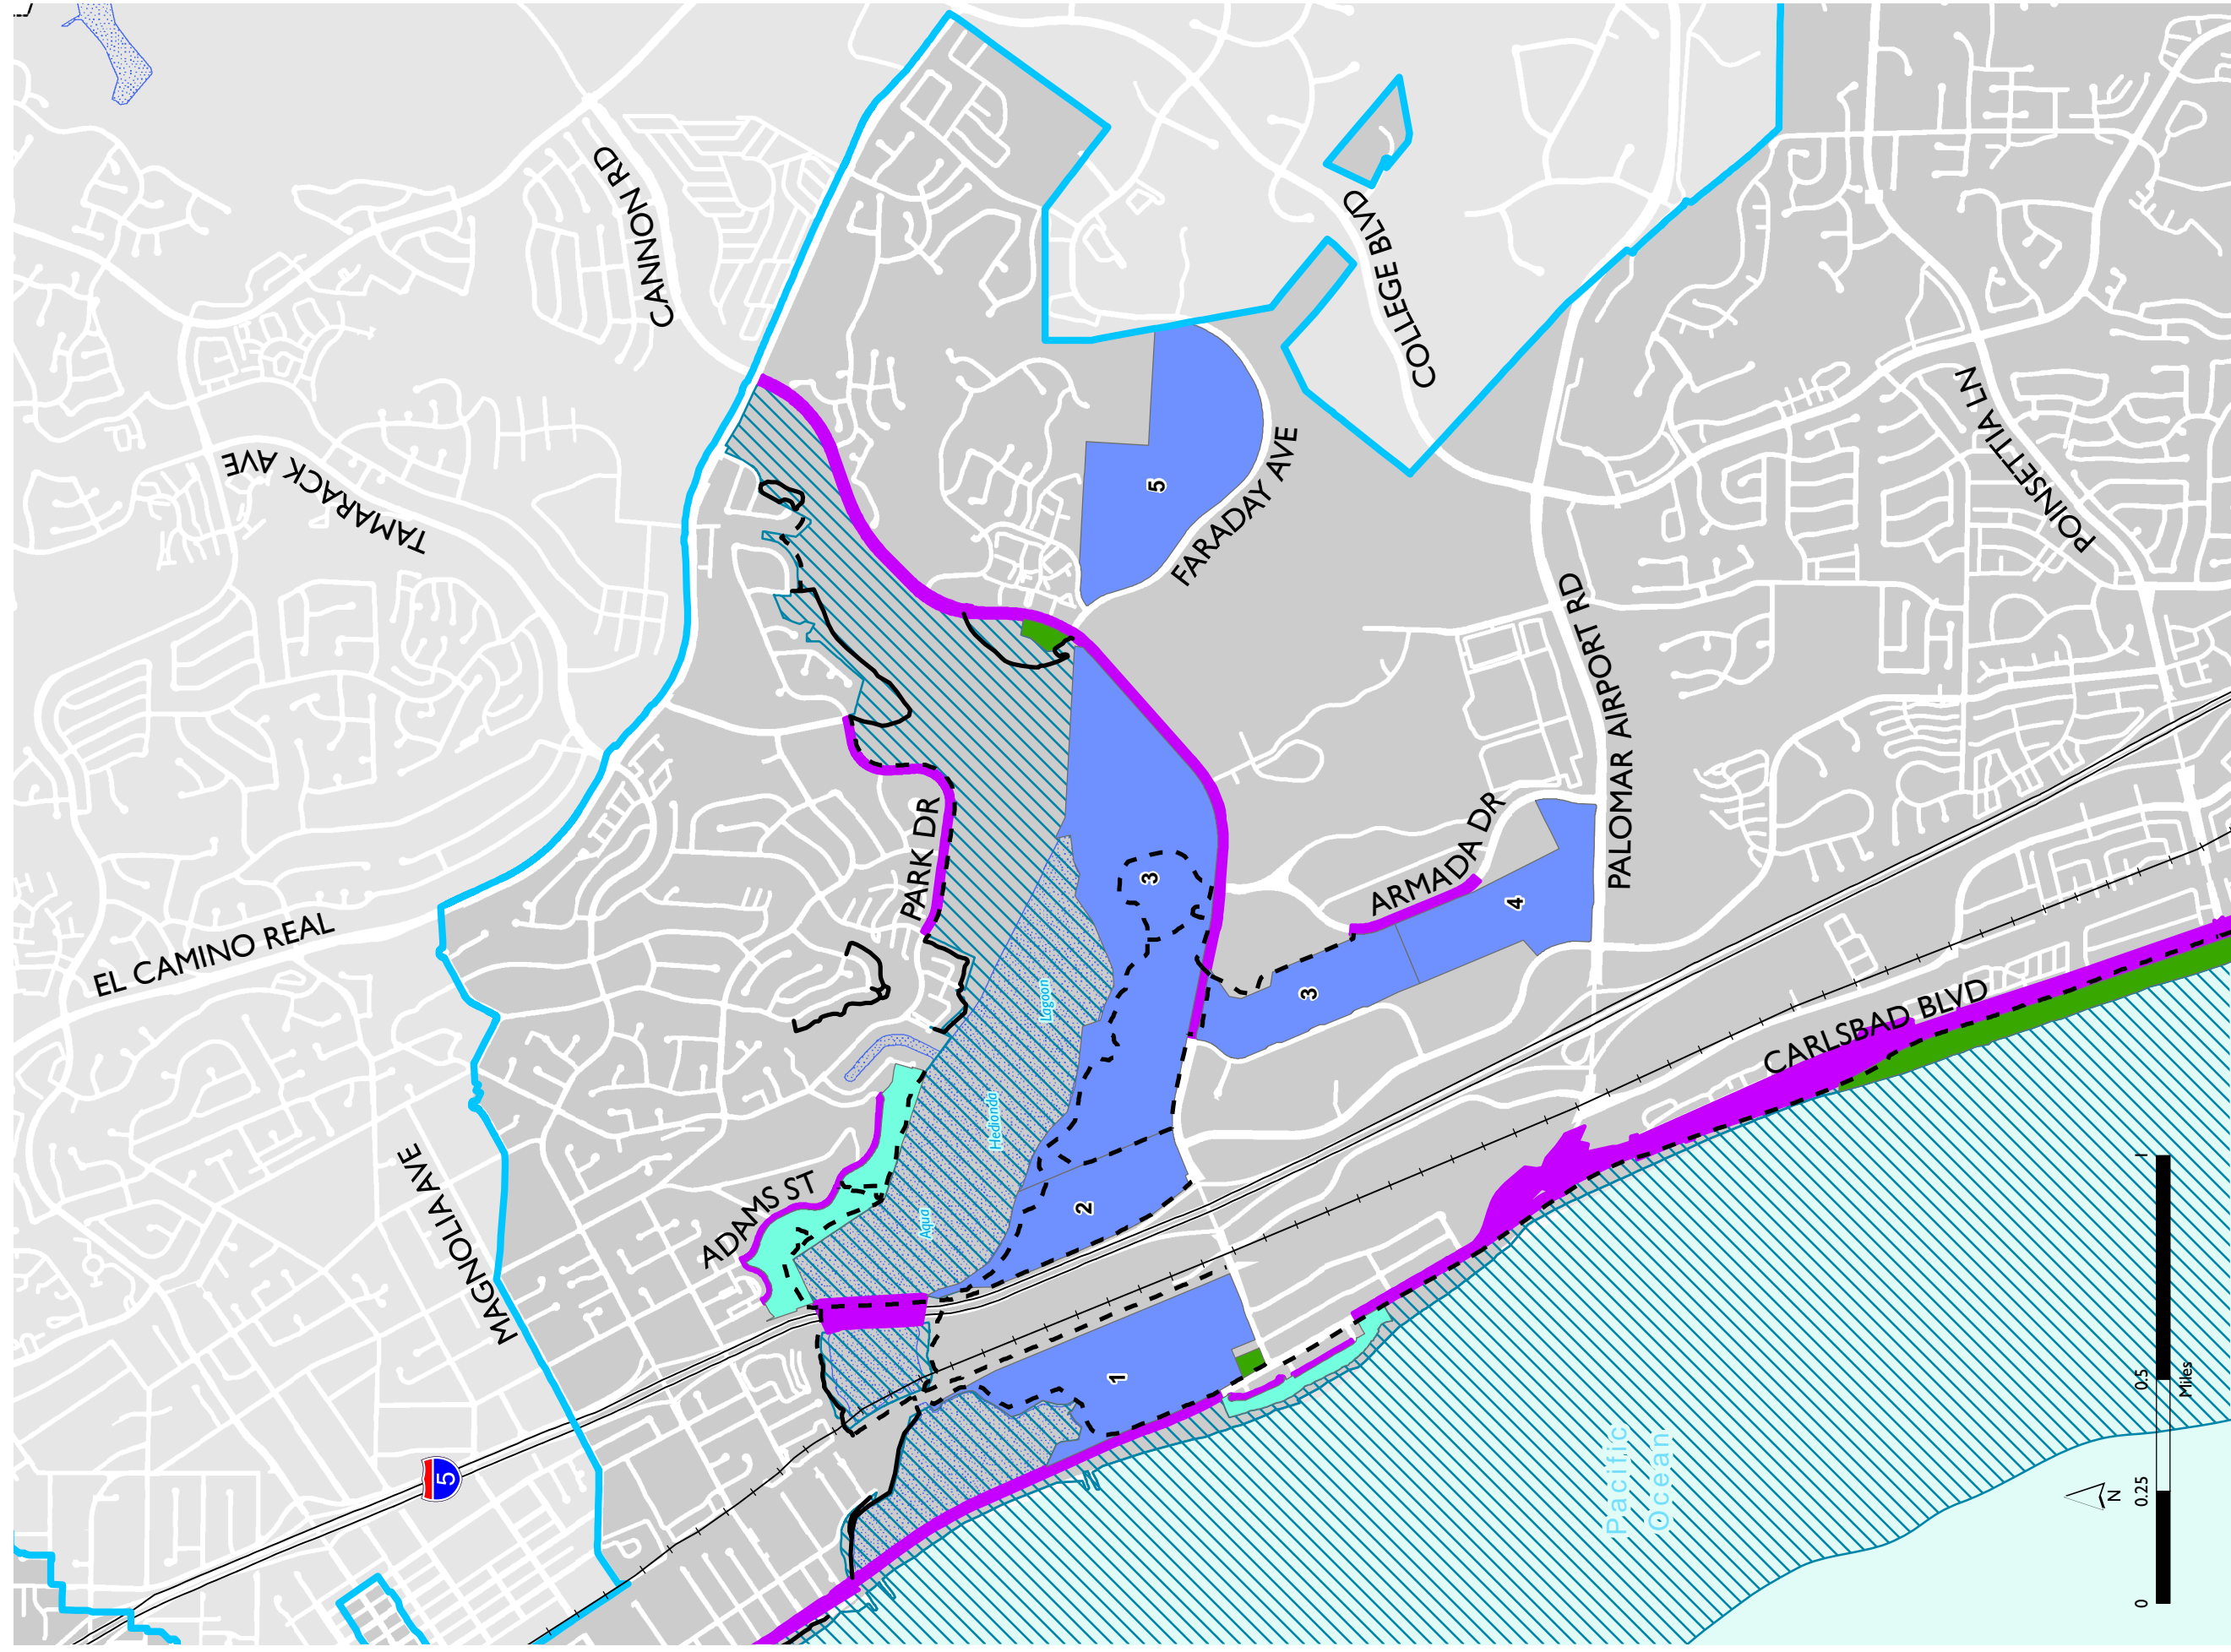 CANNON RD
TAMARACK AVE
EL CAMINO REAL
MAGNOLIA AVE
COLLEGE BLVD
FARADAY AVE
5
POINSETTIA LN
PALOMAR AIRPORT RD
PARK DR
3
ARMADA DR
4
3
Lagoon
Hedionda
Aqua
2
ADAMS ST
CARLSBAD BLVD
1
5
Pacific
Ocean
N
0
0.25
0.5
1
Miles